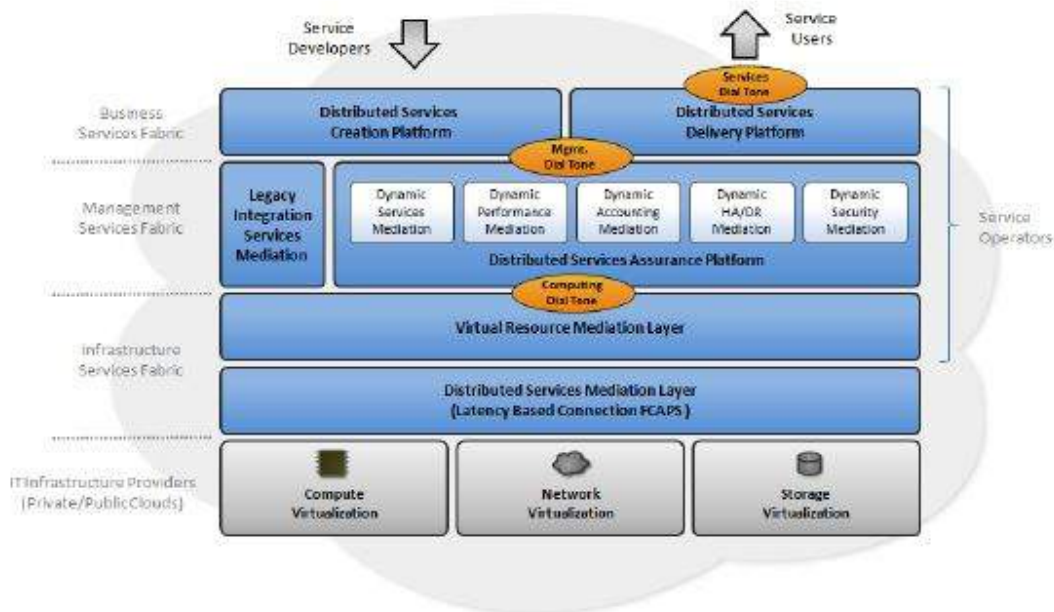 Service
Developers
Service
Users
Services
Dial Tone
Business
Services Fabric
Distributed Services
Creation Platform
Distributed Services
Delivery Platform
Mgmt.
Dial Tone
Management
Services Fabric
Legacy
Integration
Services
Mediation
Dynamic
Services
Mediation
Dynamic
Performance
Mediation
Dynamic
Accounting
Mediation
Dynamic
HA/DR
Mediation
Dynamic
Security
Mediation
Distributed Services Assurance Platform
Service
Operators
Computing
Dial Tone
Virtual Resource Mediation Layer
Infrastructure
Services Fabric
Distributed Services Mediation Layer
(Latency Based Connection FCAPS )
IT Infrastructure Providers
(Private/Public Clouds)
Compute
Virtualization
Network
Virtualization
Storage
Virtualization